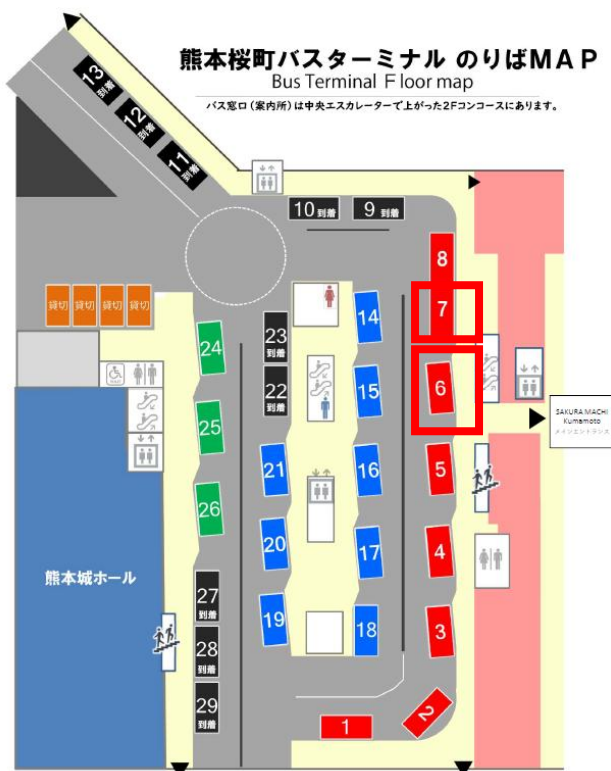 熊本桜町バスターミナル のりばMAP
Bus Terminal Floor map
バス窓口（案内所）は中央エスカレーターで上がった2Fコンコースにあります。
13 到着
12 到着
11 到着
10 到着
9 到着
8
7
6
5
4
3
2
1
14
15
16
17
18
23
到着
22
到着
21
20
19
貸切
貸切
貸切
貸切
24
25
26
27
到着
28
到着
29
到着
熊本城ホール
SAKURA MACHI
Kumamoto
メインエントランス